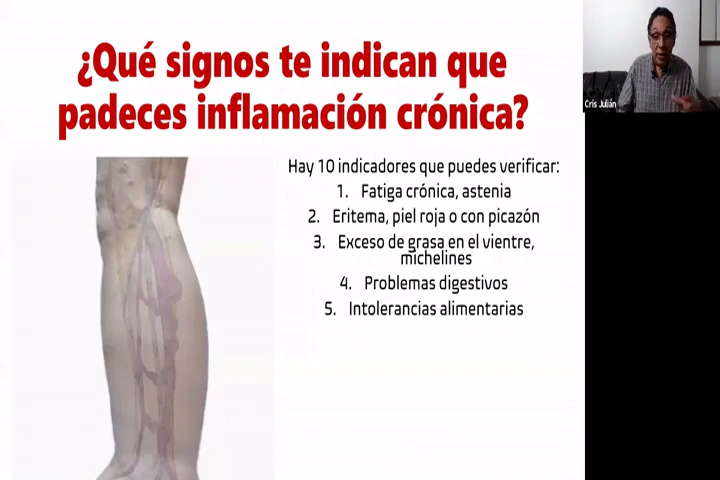 ¿Qué signos te indican que
padeces inflamación crónica?
Hay 10 indicadores que puedes verificar:
1. Fatiga crónica, astenia
2. Eritema, piel roja o con picazón
3. Exceso de grasa en el vientre,
michelines
4. Problemas digestivos
5. Intolerancias alimentarias
Cris Julián